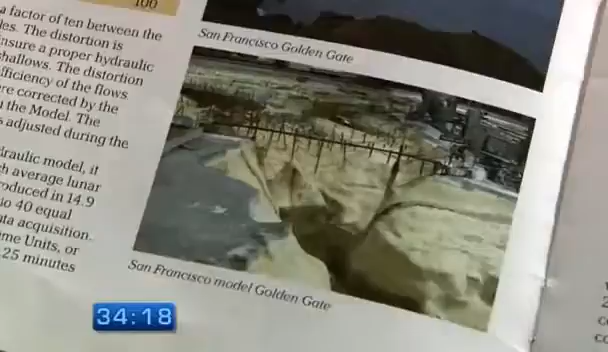 100
a factor of ten between the
les. The distortion is
nsure a proper hydraulic
shallows. The distortion
fficiency of the flows
re corrected by the
the Model. The
s adjusted during the
draulic model, it
h average lunar
roduced in 14.9
io 40 equal
ta acquisition.
me Units, or
25 minutes
San Francisco Golden Gate
San Francisco model Golden Gate
34:18